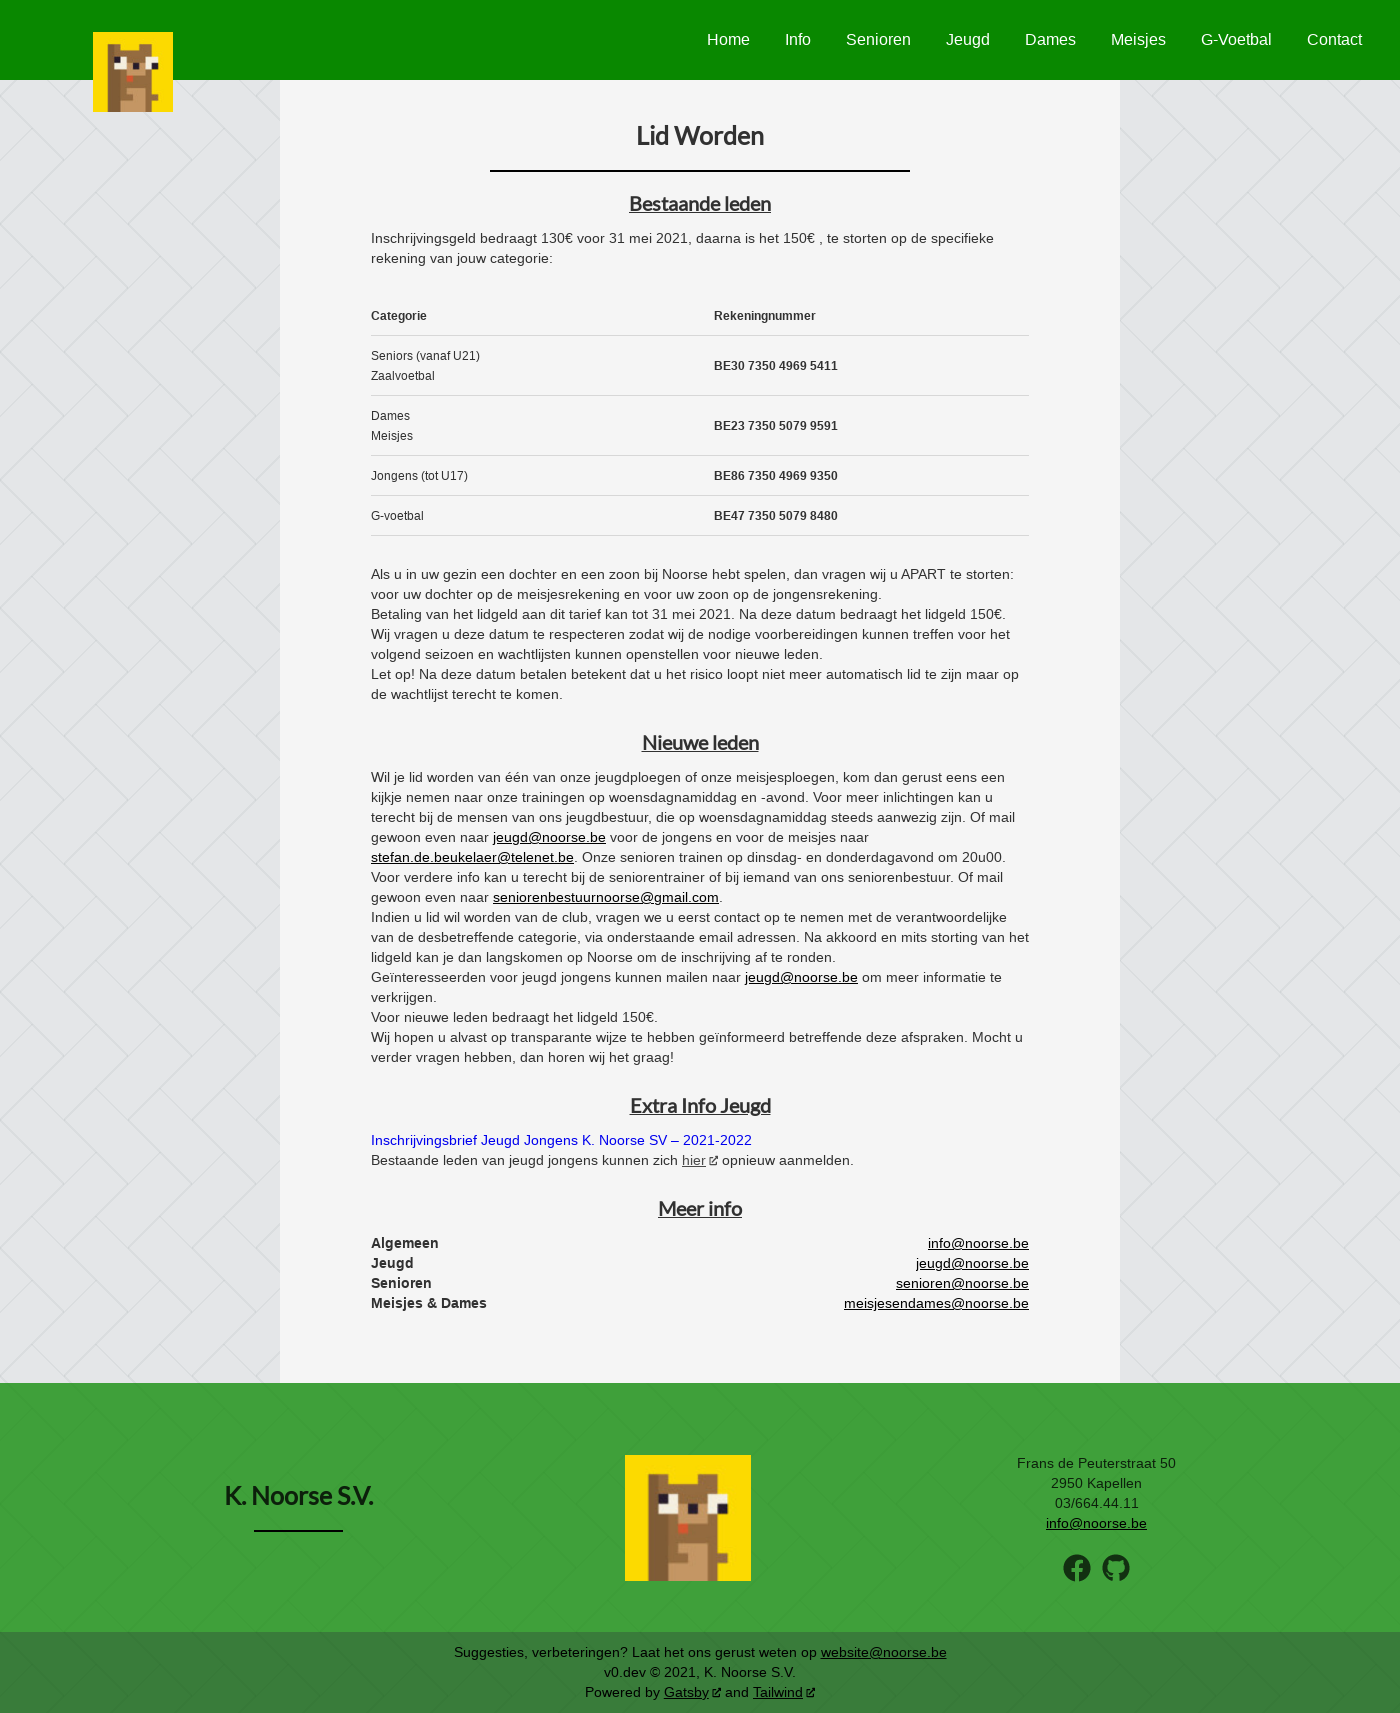 Home Info Senioren Jeugd Dames Meisjes G-Voetbal Contact
Lid Worden
Bestaande leden
Inschrijvingsgeld bedraagt 130€ voor 31 mei 2021, daarna is het 150€ , te storten op de specifieke
rekening van jouw categorie:
Categorie Rekeningnummer
Seniors (vanaf U21)
Zaalvoetbal
BE30 7350 4969 5411
Dames
Meisjes
BE23 7350 5079 9591
Jongens (tot U17) BE86 7350 4969 9350
G-voetbal BE47 7350 5079 8480
Als u in uw gezin een dochter en een zoon bij Noorse hebt spelen, dan vragen wij u APART te storten:
voor uw dochter op de meisjesrekening en voor uw zoon op de jongensrekening.
Betaling van het lidgeld aan dit tarief kan tot 31 mei 2021. Na deze datum bedraagt het lidgeld 150€.
Wij vragen u deze datum te respecteren zodat wij de nodige voorbereidingen kunnen treffen voor het
volgend seizoen en wachtlijsten kunnen openstellen voor nieuwe leden.
Let op! Na deze datum betalen betekent dat u het risico loopt niet meer automatisch lid te zijn maar op
de wachtlijst terecht te komen.
Nieuwe leden
Wil je lid worden van één van onze jeugdploegen of onze meisjesploegen, kom dan gerust eens een
kijkje nemen naar onze trainingen op woensdagnamiddag en -avond. Voor meer inlichtingen kan u
terecht bij de mensen van ons jeugdbestuur, die op woensdagnamiddag steeds aanwezig zijn. Of mail
gewoon even naar jeugd@noorse.be voor de jongens en voor de meisjes naar
stefan.de.beukelaer@telenet.be. Onze senioren trainen op dinsdag- en donderdagavond om 20u00.
Voor verdere info kan u terecht bij de seniorentrainer of bij iemand van ons seniorenbestuur. Of mail
gewoon even naar seniorenbestuurnoorse@gmail.com.
Indien u lid wil worden van de club, vragen we u eerst contact op te nemen met de verantwoordelijke
van de desbetreffende categorie, via onderstaande email adressen. Na akkoord en mits storting van het
lidgeld kan je dan langskomen op Noorse om de inschrijving af te ronden.
Geïnteresseerden voor jeugd jongens kunnen mailen naar jeugd@noorse.be om meer informatie te
verkrijgen.
Voor nieuwe leden bedraagt het lidgeld 150€.
Wij hopen u alvast op transparante wijze te hebben geïnformeerd betreffende deze afspraken. Mocht u
verder vragen hebben, dan horen wij het graag!
Extra Info Jeugd
Inschrijvingsbrief Jeugd Jongens K. Noorse SV – 2021-2022
Bestaande leden van jeugd jongens kunnen zich hier opnieuw aanmelden.
Meer info
Algemeen info@noorse.be
Jeugd jeugd@noorse.be
Senioren senioren@noorse.be
Meisjes & Dames meisjesendames@noorse.be
K. Noorse S.V.
Frans de Peuterstraat 50
2950 Kapellen
03/664.44.11
info@noorse.be
Suggesties, verbeteringen? Laat het ons gerust weten op website@noorse.be
v0.dev © 2021, K. Noorse S.V.
Powered by Gatsby and Tailwind